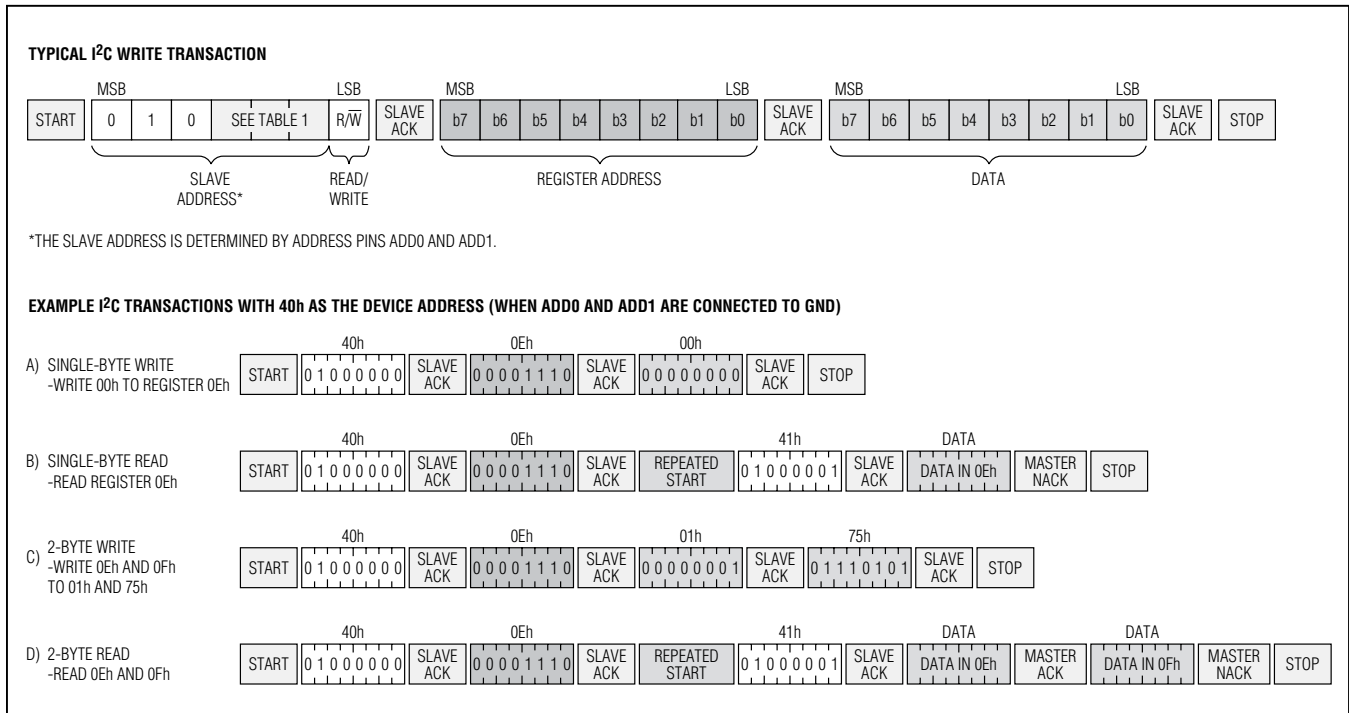 TYPICAL I2C WRITE TRANSACTION
MSB LSB MSB LSB MSB LSB
START 0 1 0 SEE TABLE 1 R/W̅ SLAVE ACK b7 b6 b5 b4 b3 b2 b1 b0 SLAVE ACK b7 b6 b5 b4 b3 b2 b1 b0 SLAVE ACK STOP
SLAVE ADDRESS* READ/WRITE REGISTER ADDRESS DATA
*THE SLAVE ADDRESS IS DETERMINED BY ADDRESS PINS ADD0 AND ADD1.
EXAMPLE I2C TRANSACTIONS WITH 40h AS THE DEVICE ADDRESS (WHEN ADD0 AND ADD1 ARE CONNECTED TO GND)
40h 0Eh 00h
A) SINGLE-BYTE WRITE
-WRITE 00h TO REGISTER 0Eh
START 0 1 0 0 0 0 0 0 SLAVE ACK 0 0 0 0 1 1 1 0 SLAVE ACK 0 0 0 0 0 0 0 0 SLAVE ACK STOP
40h 0Eh 41h DATA
B) SINGLE-BYTE READ
-READ REGISTER 0Eh
START 0 1 0 0 0 0 0 0 SLAVE ACK 0 0 0 0 1 1 1 0 SLAVE ACK REPEATED START 0 1 0 0 0 0 0 1 SLAVE ACK DATA IN 0Eh MASTER NACK STOP
40h 0Eh 01h 75h
C) 2-BYTE WRITE
-WRITE 0Eh AND 0Fh
TO 01h AND 75h
START 0 1 0 0 0 0 0 0 SLAVE ACK 0 0 0 0 1 1 1 0 SLAVE ACK 0 0 0 0 0 0 0 1 SLAVE ACK 0 1 1 1 0 1 0 1 SLAVE ACK STOP
40h 0Eh 41h DATA DATA
D) 2-BYTE READ
-READ 0Eh AND 0Fh
START 0 1 0 0 0 0 0 0 SLAVE ACK 0 0 0 0 1 1 1 0 SLAVE ACK REPEATED START 0 1 0 0 0 0 0 1 SLAVE ACK DATA IN 0Eh MASTER ACK DATA IN 0Fh MASTER NACK STOP